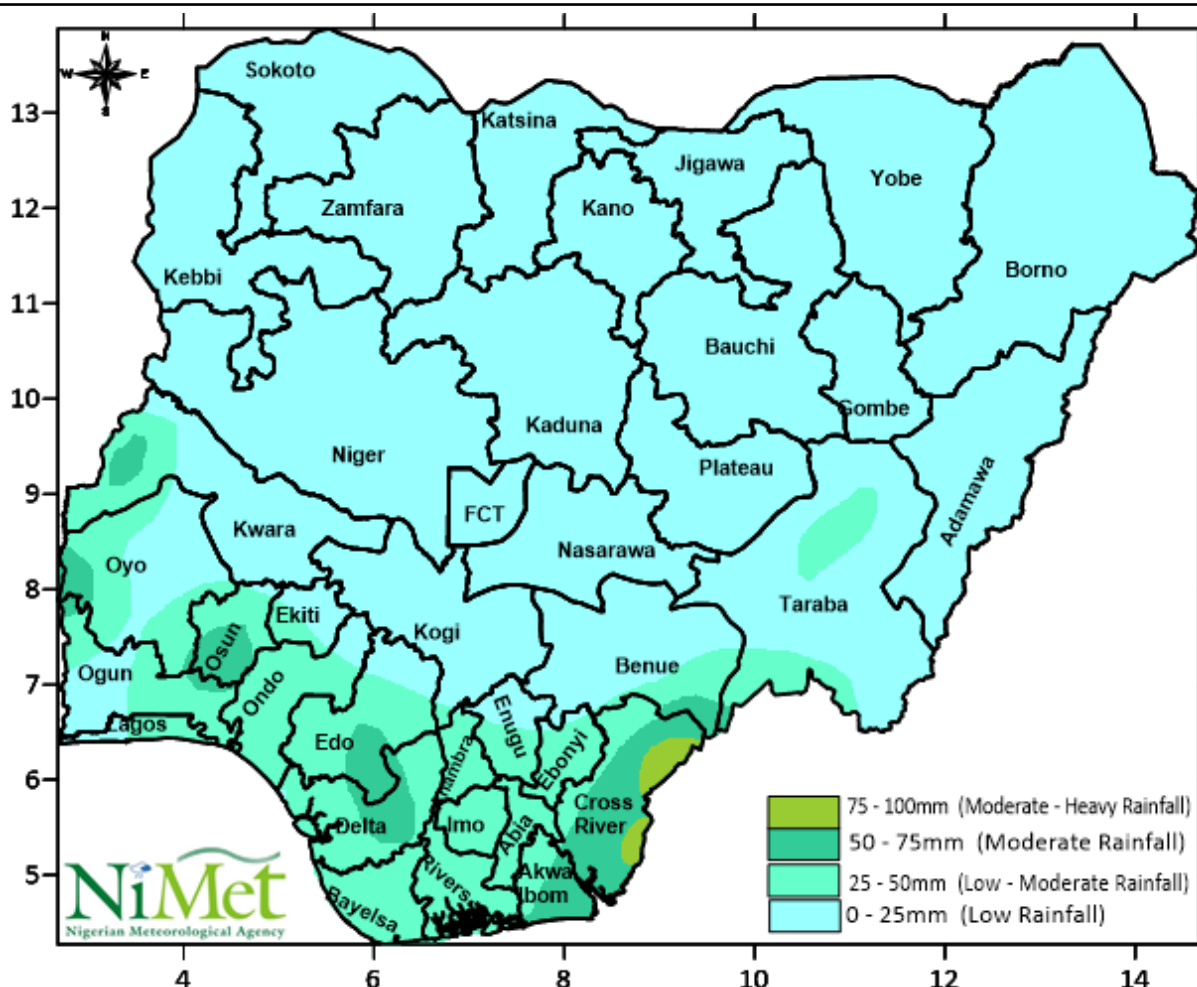 N
W E
S
13
12
11
10
9
8
7
6
5
4 6 8 10 12 14
Sokoto
Katsina
Jigawa
Yobe
Zamfara
Kano
Borno
Kebbi
Bauchi
Gombe
Kaduna
Niger
Plateau
Adamawa
FCT
Kwara
Nasarawa
Oyo
Taraba
Ekiti
Kogi
Osun
Benue
Ogun
Ondo
Lagos
Enugu
Edo
Anambra
Ebonyi
Cross
River
Delta
Imo
Abia
Rivers
Akwa
Ibom
Bayelsa
75 - 100mm (Moderate - Heavy Rainfall)
50 - 75mm (Moderate Rainfall)
25 - 50mm (Low - Moderate Rainfall)
0 - 25mm (Low Rainfall)
NiMet
Nigerian Meteorological Agency